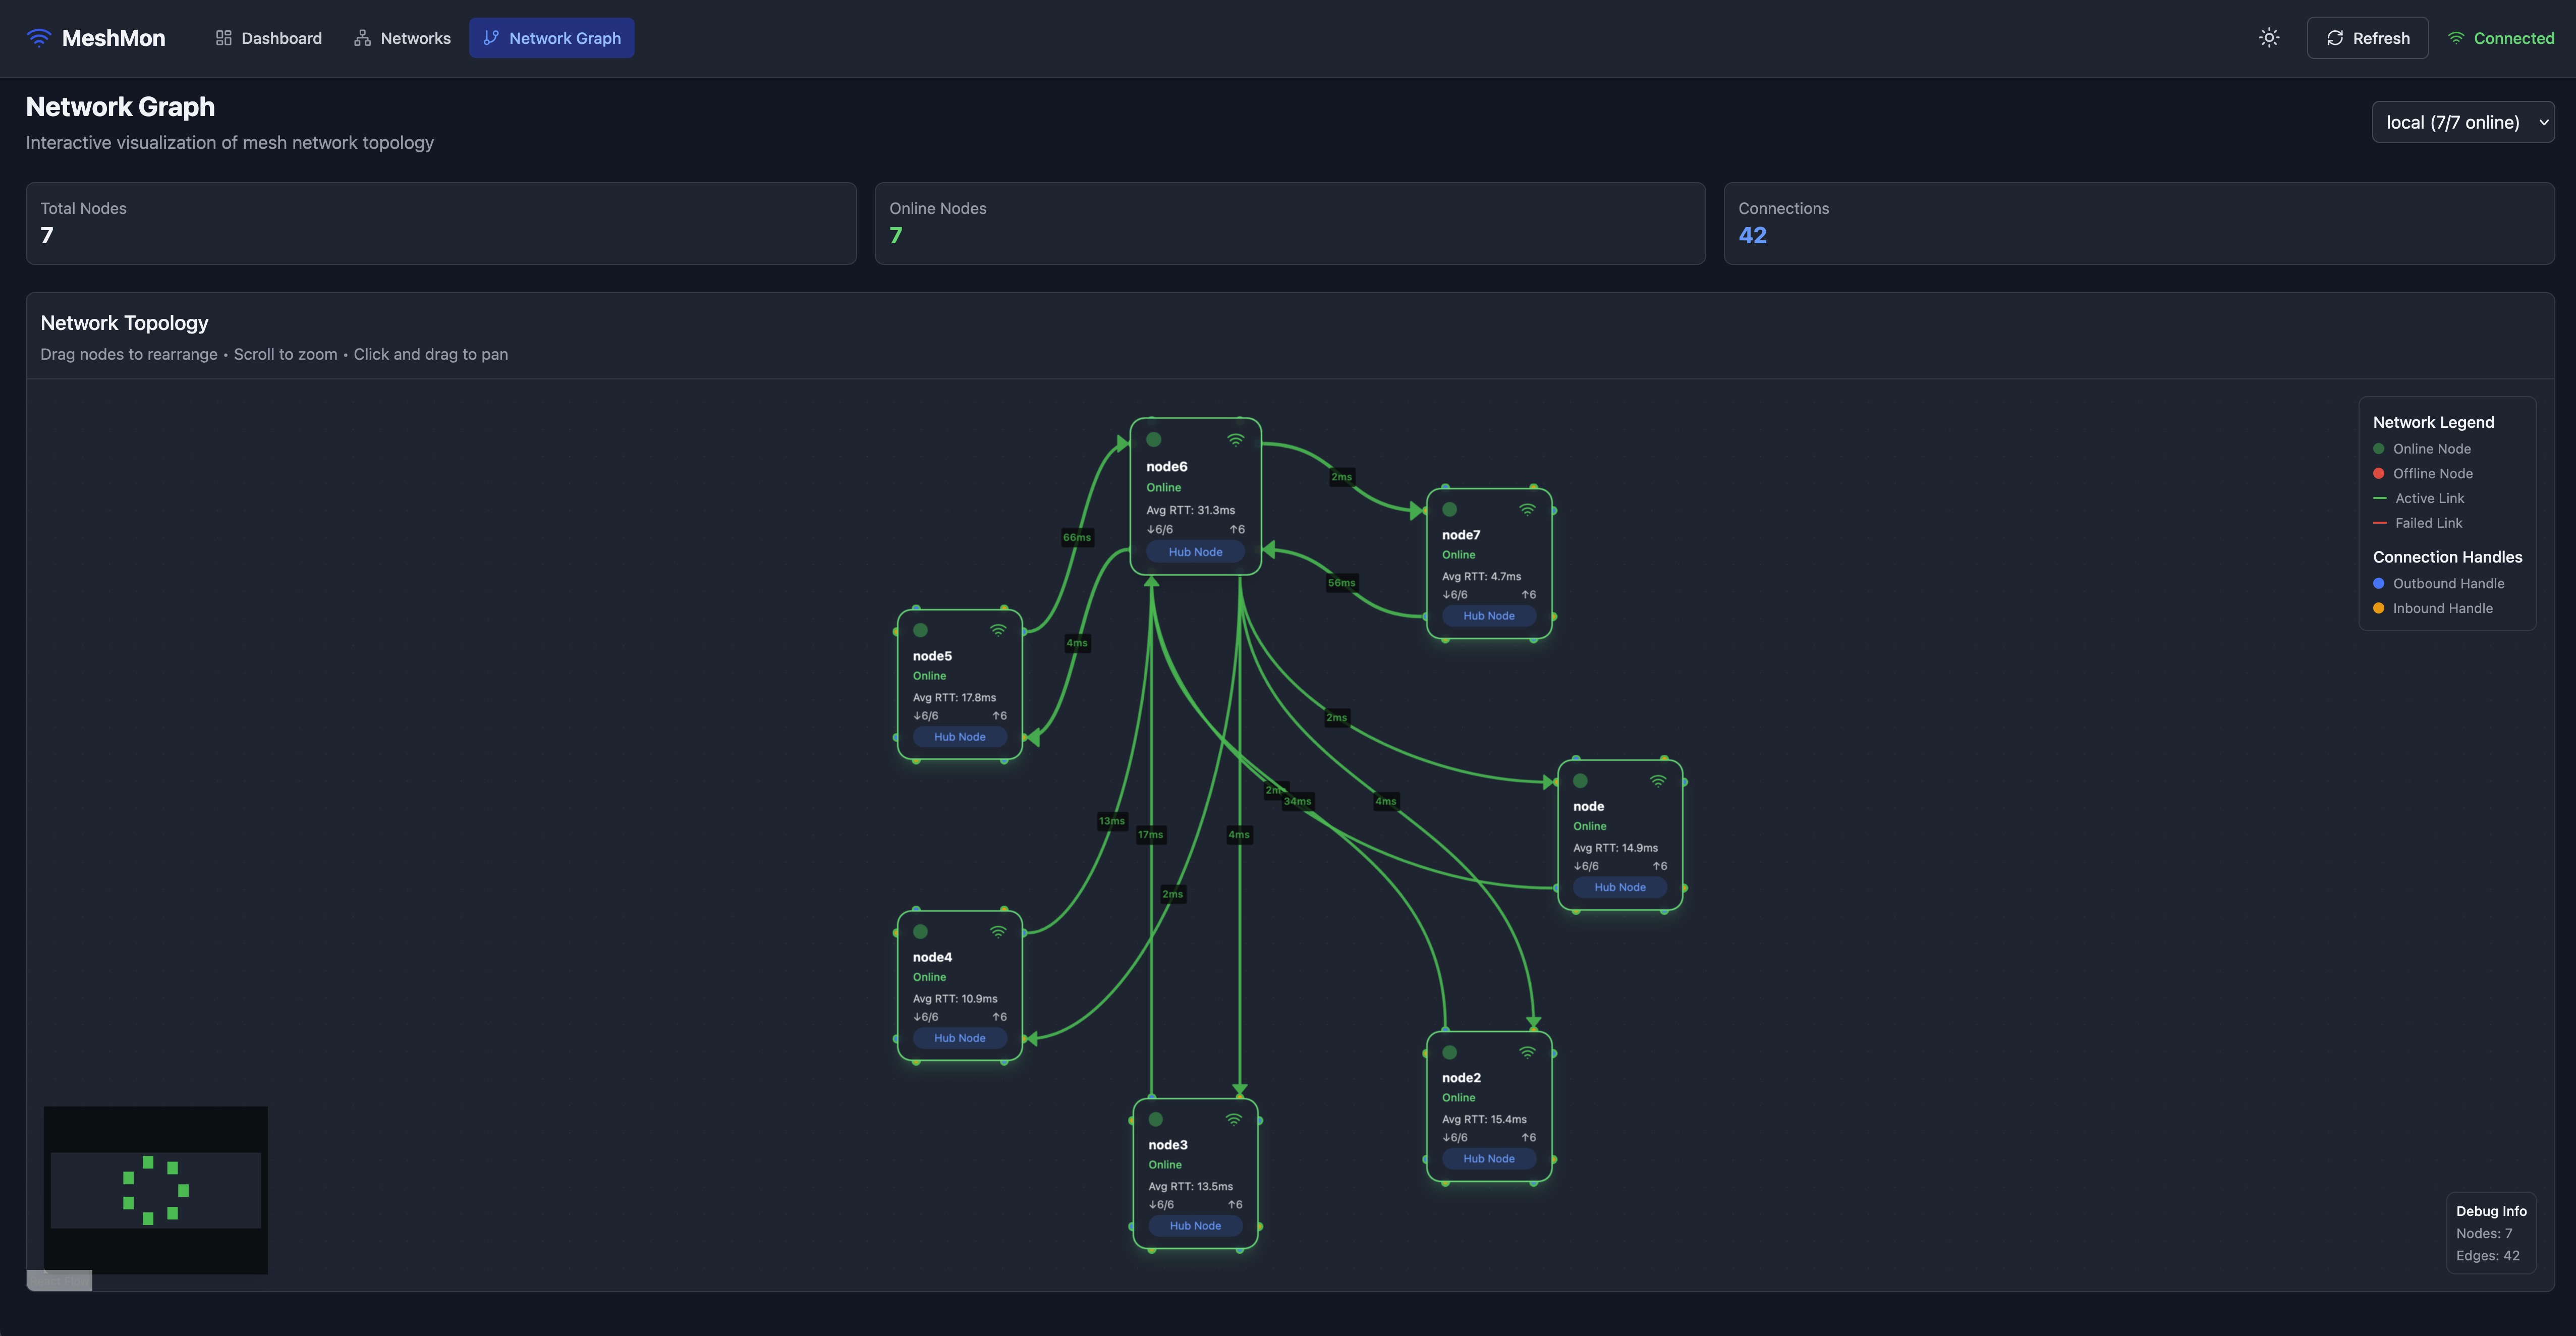 MeshMon
Dashboard
Networks
Network Graph
Refresh
Connected
Network Graph
Interactive visualization of mesh network topology
local (7/7 online)
Total Nodes
7
Online Nodes
7
Connections
42
Network Topology
Drag nodes to rearrange • Scroll to zoom • Click and drag to pan
node6
Online
Avg RTT: 31.3ms
↓6/6 ↑6
Hub Node
2ms
node7
Online
Avg RTT: 4.7ms
↓6/6 ↑6
Hub Node
66ms
56ms
node5
Online
Avg RTT: 17.8ms
↓6/6 ↑6
Hub Node
4ms
2ms
node
Online
Avg RTT: 14.9ms
↓6/6 ↑6
Hub Node
34ms
4ms
13ms
17ms
4ms
2ms
node4
Online
Avg RTT: 10.9ms
↓6/6 ↑6
Hub Node
node2
Online
Avg RTT: 15.4ms
↓6/6 ↑6
Hub Node
node3
Online
Avg RTT: 13.5ms
↓6/6 ↑6
Hub Node
Network Legend
Online Node
Offline Node
Active Link
Failed Link
Connection Handles
Outbound Handle
Inbound Handle
Debug Info
Nodes: 7
Edges: 42